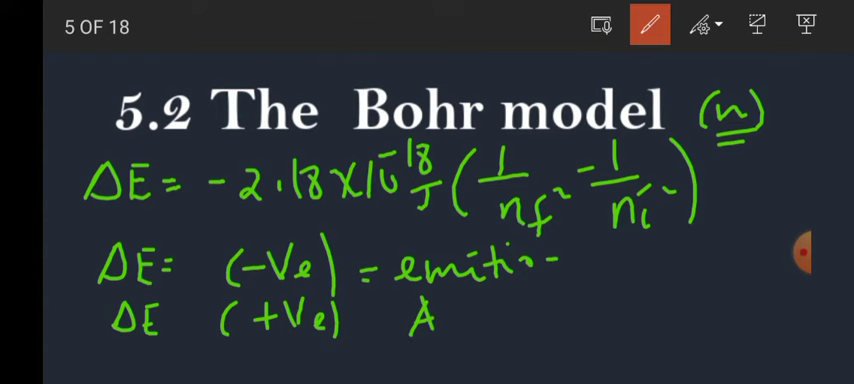 5 OF 18
5.2 The Bohr model (n)
ΔE = -2.18×10⁻¹⁸ J (1/nf² - 1/ni²)
ΔE = (-Ve) = emition
ΔE (+Ve) A